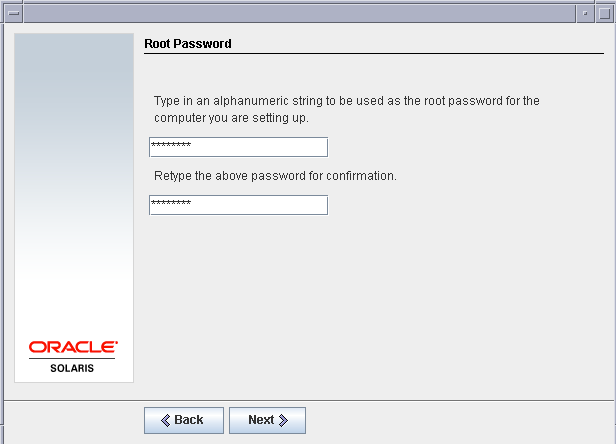 Root Password
Type in an alphanumeric string to be used as the root password for the
computer you are setting up.
********
Retype the above password for confirmation.
********
ORACLE
SOLARIS
Back
Next